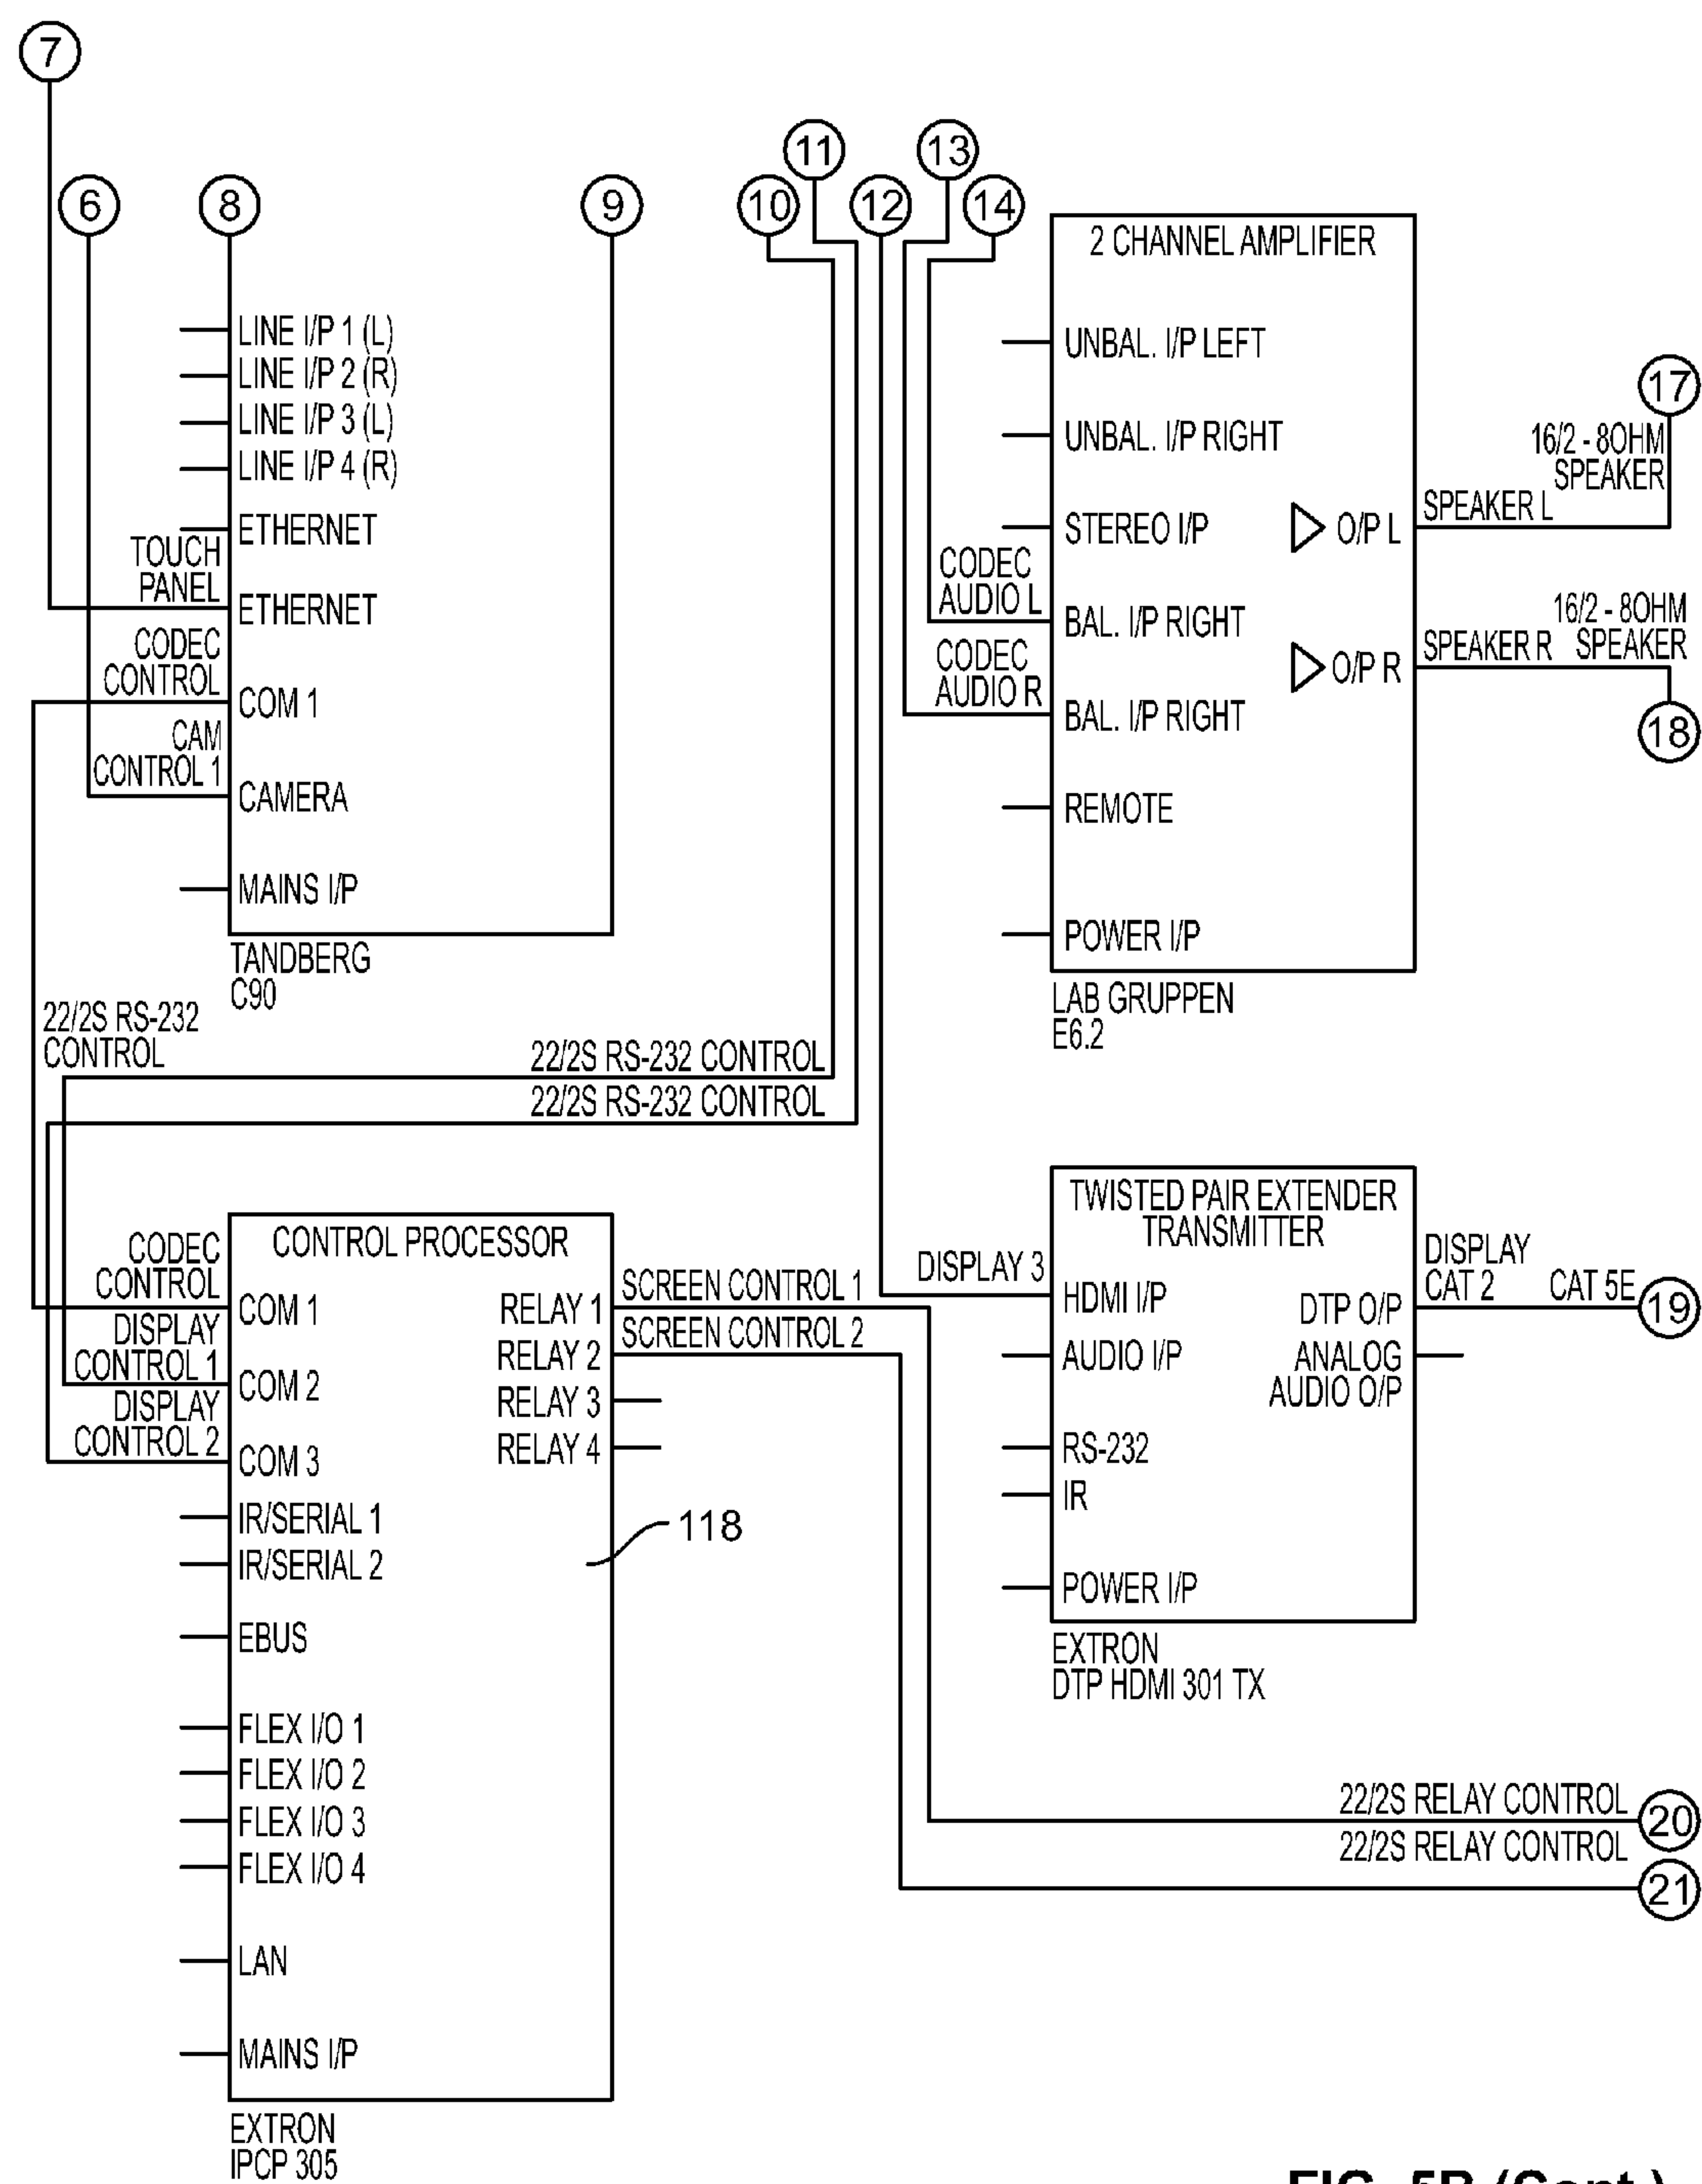 7
6
8
9
10
11
12
13
14
LINE I/P 1 (L)
LINE I/P 2 (R)
LINE I/P 3 (L)
LINE I/P 4 (R)
ETHERNET
TOUCH
PANEL
ETHERNET
CODEC
CONTROL
COM 1
CAM
CONTROL 1
CAMERA
MAINS I/P
TANDBERG
C90
2 CHANNEL AMPLIFIER
UNBAL. I/P LEFT
UNBAL. I/P RIGHT
STEREO I/P
CODEC
AUDIO L
BAL. I/P RIGHT
CODEC
AUDIO R
BAL. I/P RIGHT
REMOTE
POWER I/P
O/P L
SPEAKER L
16/2 - 8OHM
SPEAKER
17
O/P R
SPEAKER R
16/2 - 8OHM
SPEAKER
18
LAB GRUPPEN
E6.2
22/2S RS-232
CONTROL
22/2S RS-232 CONTROL
22/2S RS-232 CONTROL
CONTROL PROCESSOR
CODEC
CONTROL
COM 1
DISPLAY
CONTROL 1
COM 2
DISPLAY
CONTROL 2
COM 3
IR/SERIAL 1
IR/SERIAL 2
EBUS
FLEX I/O 1
FLEX I/O 2
FLEX I/O 3
FLEX I/O 4
LAN
MAINS I/P
RELAY 1
RELAY 2
RELAY 3
RELAY 4
SCREEN CONTROL 1
SCREEN CONTROL 2
118
EXTRON
IPCP 305
TWISTED PAIR EXTENDER
TRANSMITTER
DISPLAY 3
HDMI I/P
AUDIO I/P
RS-232
IR
POWER I/P
DTP O/P
ANALOG
AUDIO O/P
DISPLAY
CAT 2
CAT 5E
19
EXTRON
DTP HDMI 301 TX
22/2S RELAY CONTROL
20
22/2S RELAY CONTROL
21
FIG. 5B (Cont.)